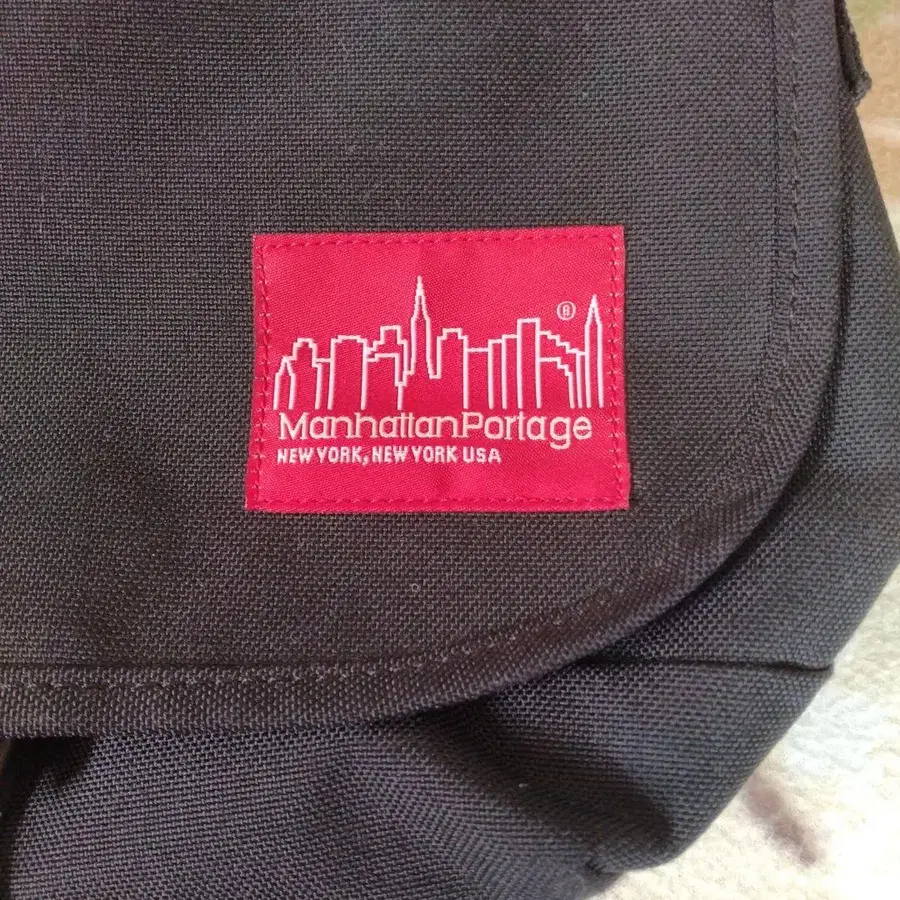 ®
ManhattanPortage
NEW YORK, NEW YORK USA